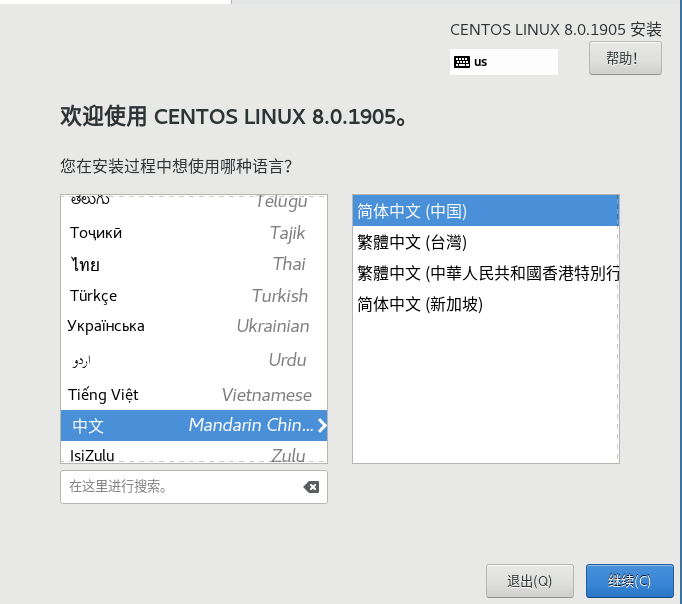 CENTOS LINUX 8.0.1905 安装
us
帮助!
欢迎使用 CENTOS LINUX 8.0.1905。
您在安装过程中想使用哪种语言?
తెలుగు Telugu
Тоҷикӣ Tajik
ไทย Thai
Türkçe Turkish
Українська Ukrainian
اردو Urdu
Tiếng Việt Vietnamese
中文 Mandarin Chin...
IsiZulu Zulu
简体中文 (中国)
繁體中文 (台灣)
繁體中文 (中華人民共和國香港特別行
简体中文 (新加坡)
在这里进行搜索。
退出(Q)
继续(C)